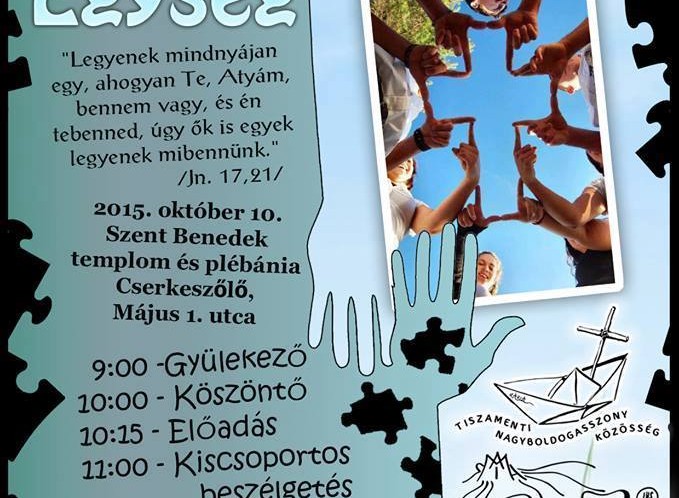 Egység
"Legyenek mindnyájan
egy, ahogyan Te, Atyám,
bennem vagy, és én
tebenned, úgy ők is egyek
legyenek mibennünk."
/Jn. 17,21/
2015. október 10.
Szent Benedek
templom és plébánia
Cserkeszőlő,
Május 1. utca
9:00 -Gyülekező
10:00 - Köszöntő
10:15 - Előadás
11:00 - Kiscsoportos
beszélgetés
TISZAMENTI
NAGYBOLDOGASSZONY
KÖZÖSSÉG